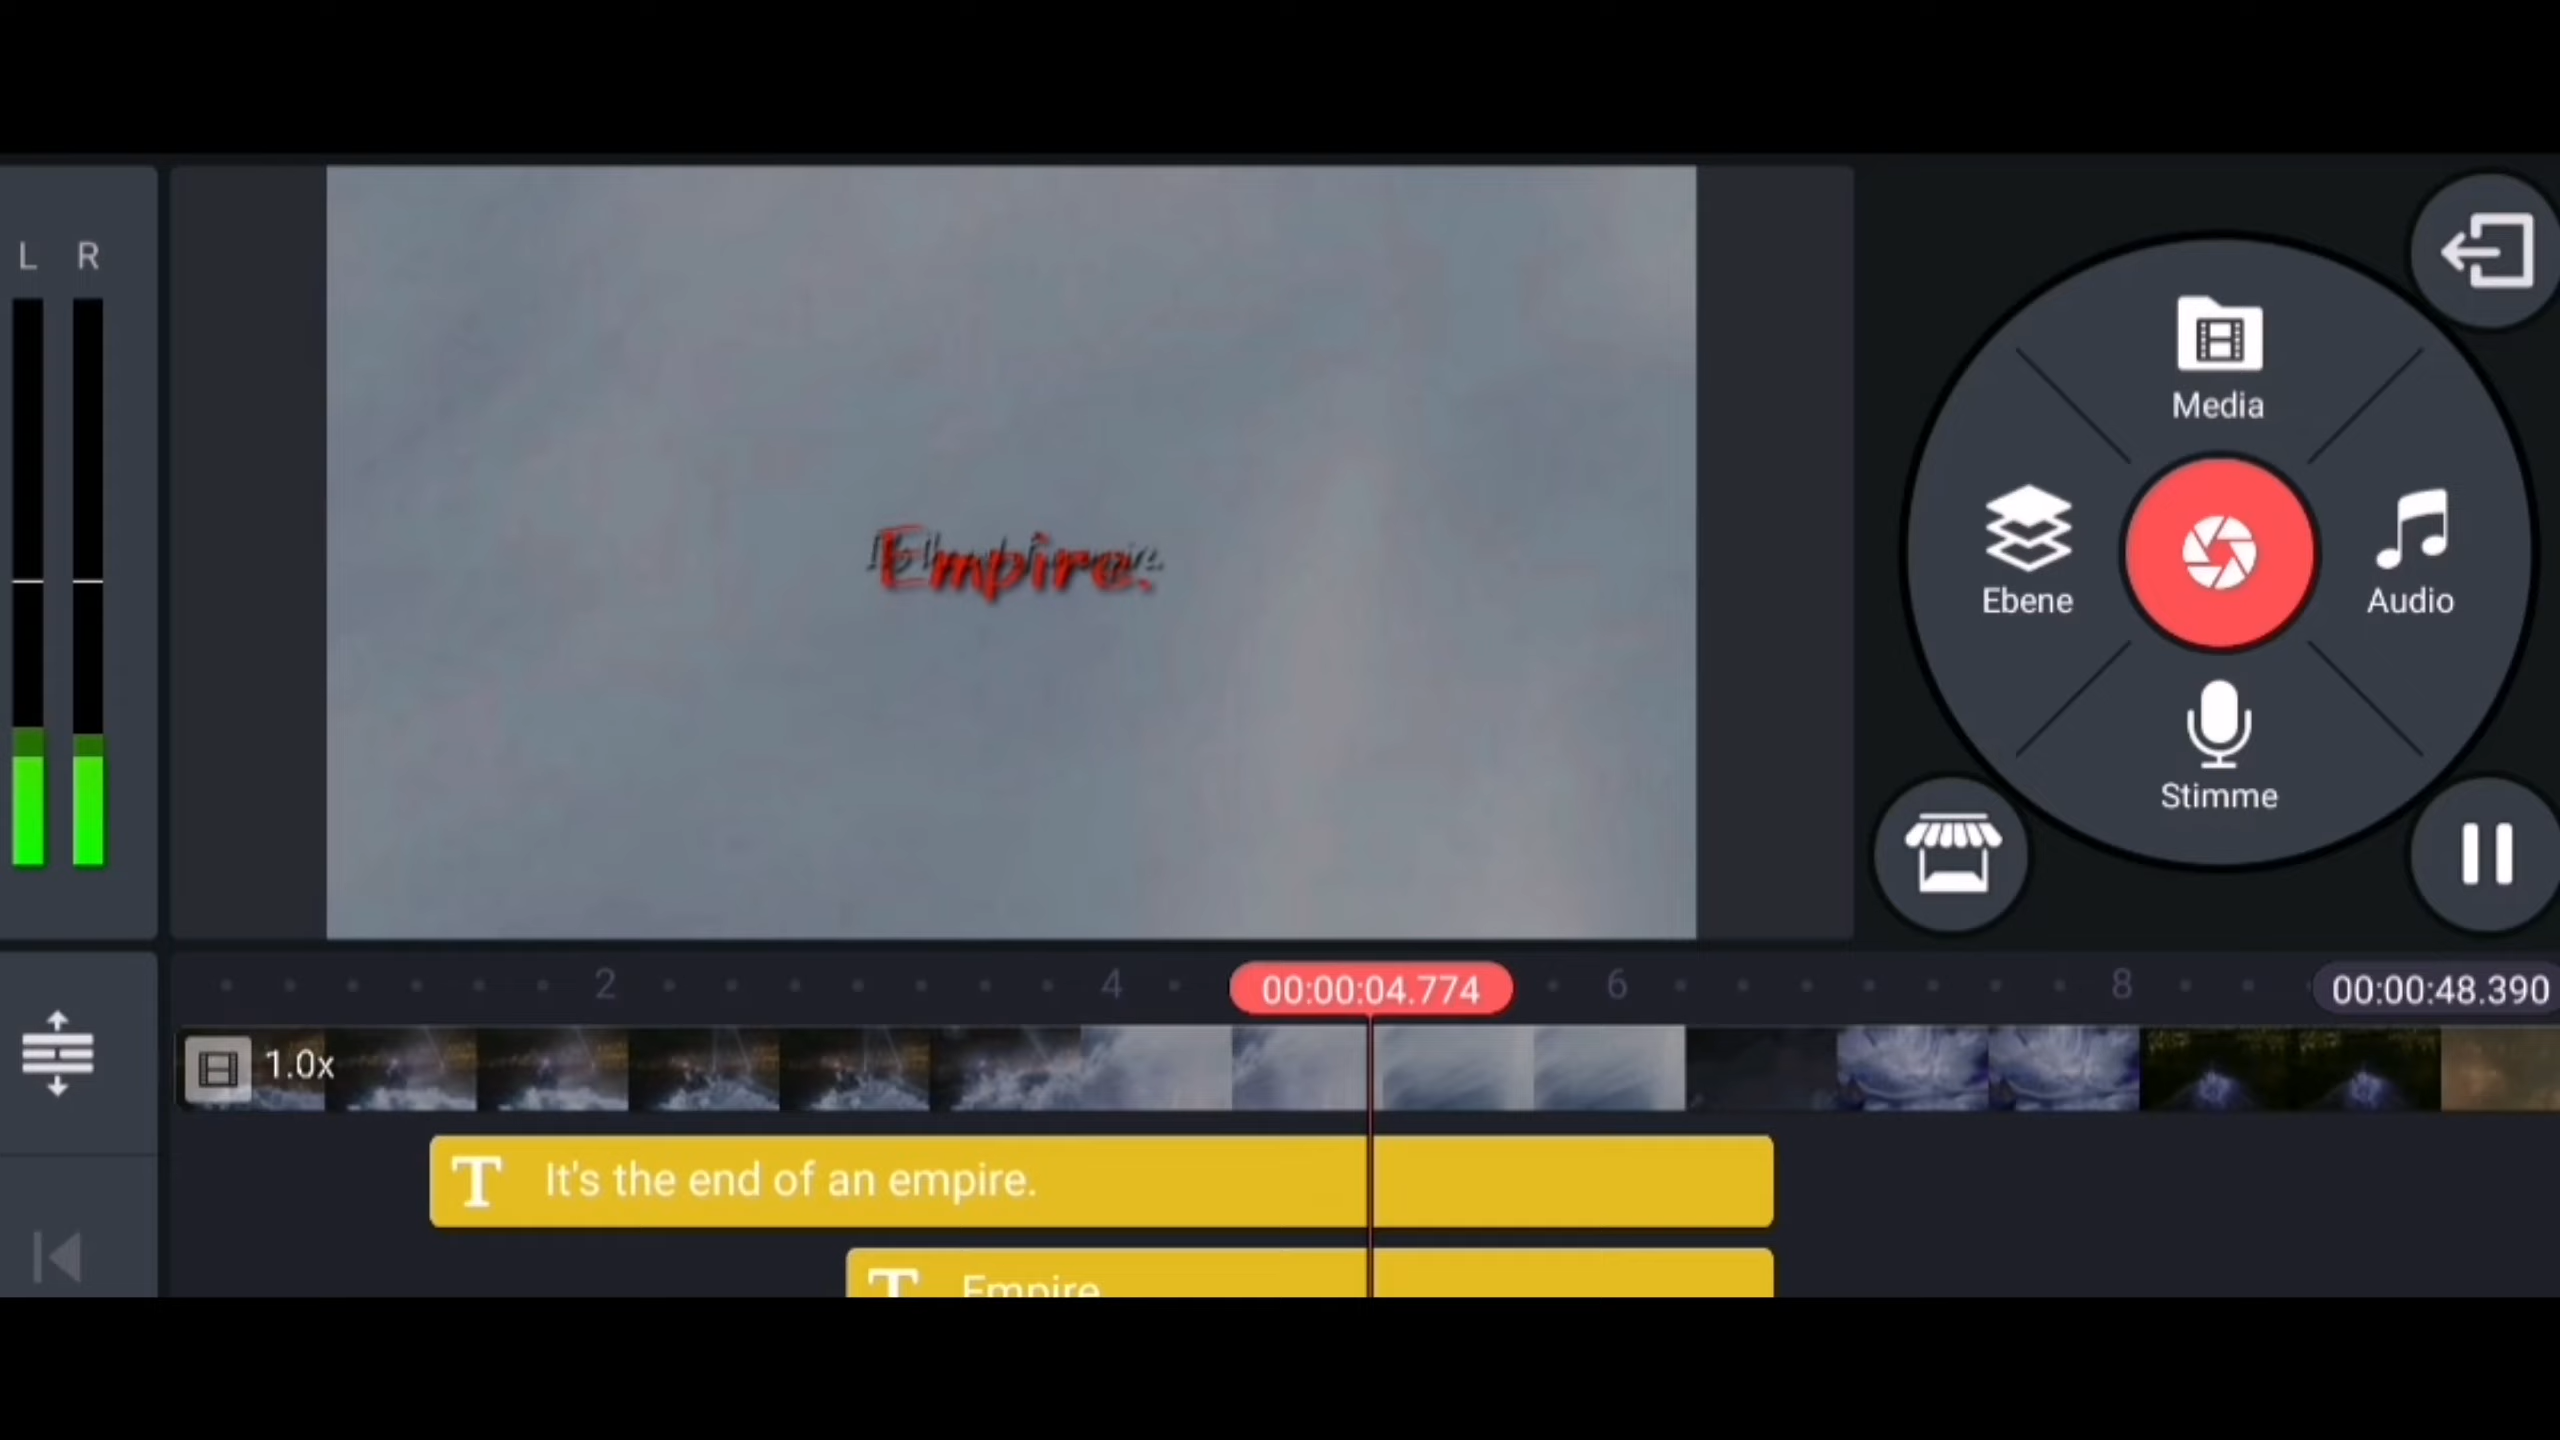 L R
Media
Ebene
Audio
Stimme
Empire.
2 4 00:00:04.774 6 8 00:00:48.390
1.0x
T It's the end of an empire.
T Empire